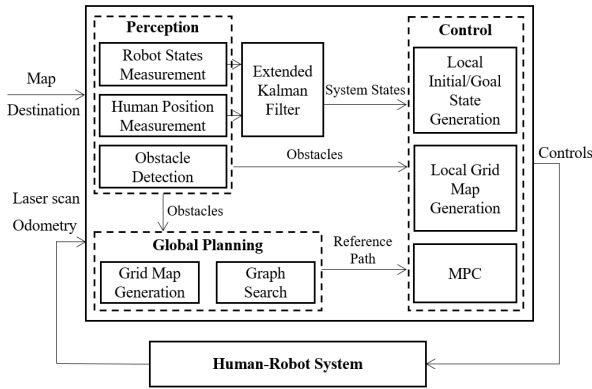 Perception
Robot States
Measurement
Human Position
Measurement
Obstacle
Detection
Extended
Kalman
Filter
System States
Control
Local
Initial/Goal
State
Generation
Local Grid
Map
Generation
MPC
Map
Destination
Laser scan
Odometry
Obstacles
Obstacles
Global Planning
Grid Map
Generation
Graph
Search
Reference
Path
Controls
Human-Robot System